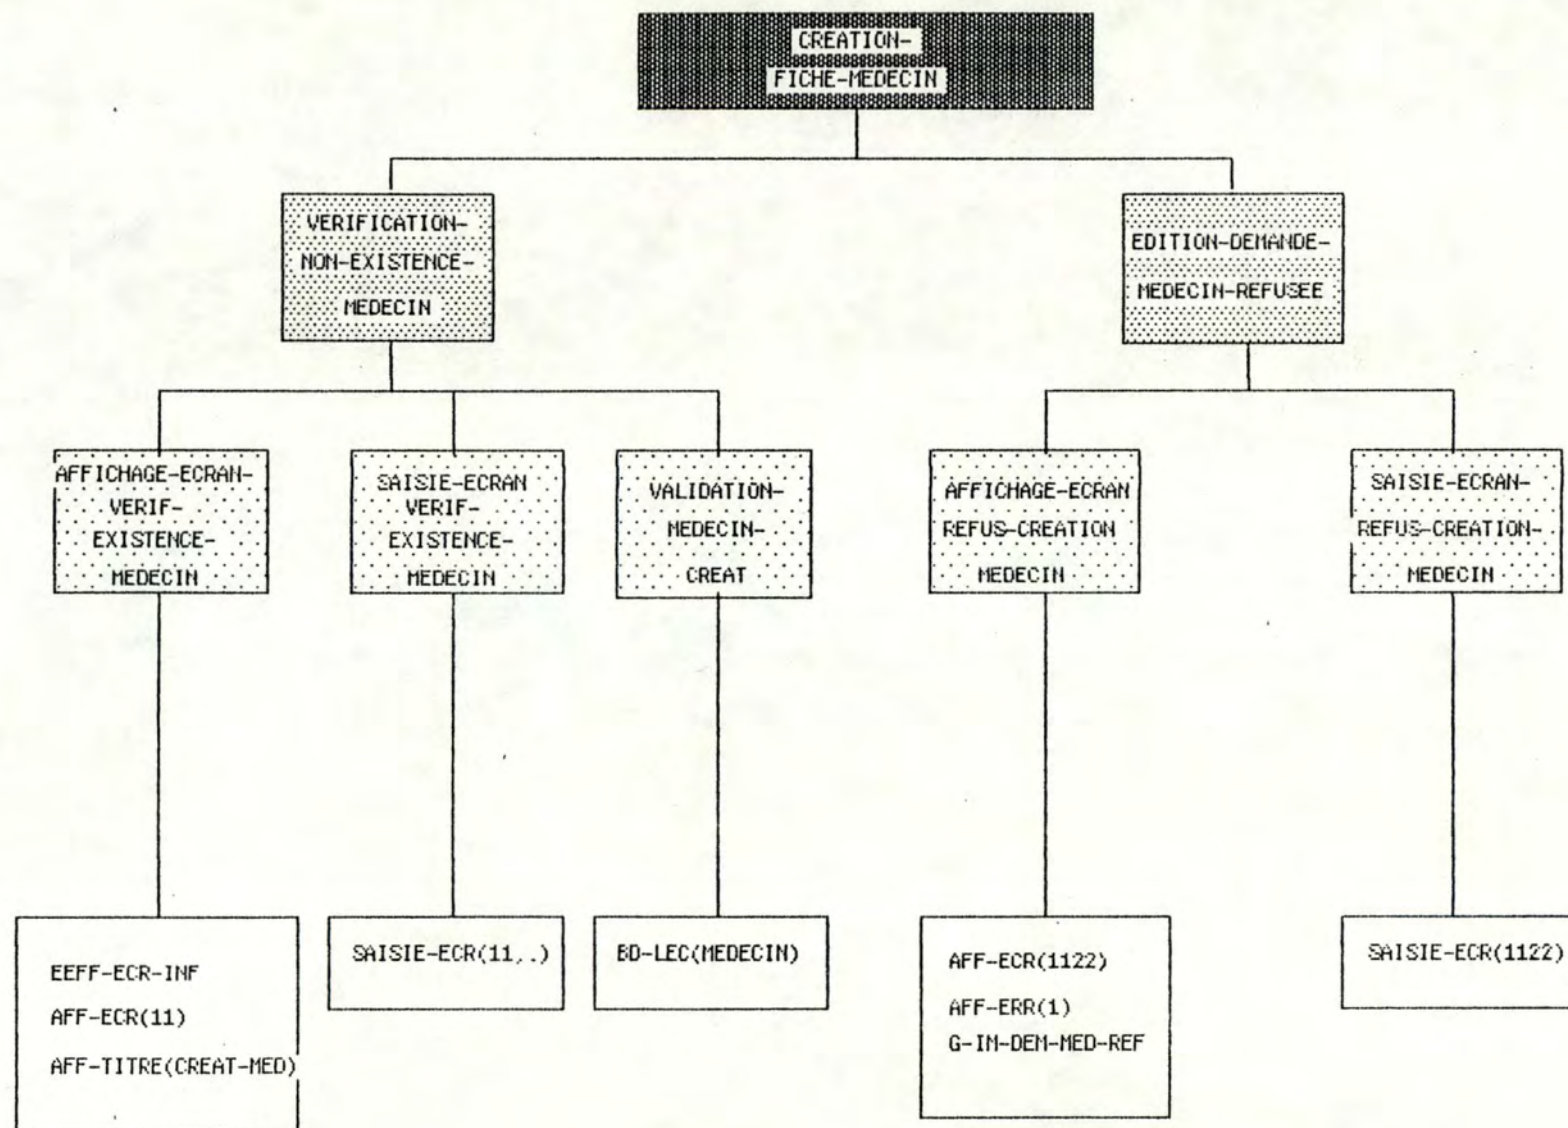 CREATION-
FICHE-MEDECIN
VERIFICATION-
NON-EXISTENCE-
MEDECIN
EDITION-DEMANDE-
MEDECIN-REFUSEE
AFFICHAGE-ECRAN-
VERIF-
EXISTENCE-
MEDECIN
SAISIE-ECRAN
VERIF-
EXISTENCE-
MEDECIN
VALIDATION-
MEDECIN-
CREAT
AFFICHAGE-ECRAN
REFUS-CREATION
MEDECIN
SAISIE-ECRAN-
REFUS-CREATION-
MEDECIN
EEFF-ECR-INF
AFF-ECR(11)
AFF-TITRE(CREAT-MED)
SAISIE-ECR(11,.)
BD-LEC(MEDECIN)
AFF-ECR(1122)
AFF-ERR(1)
G-IM-DEM-MED-REF
SAISIE-ECR(1122)